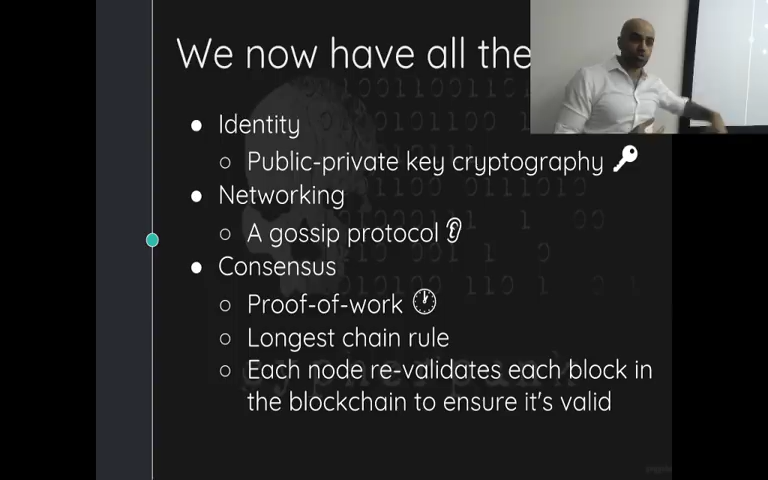 We now have all the
Identity
Public-private key cryptography
Networking
A gossip protocol
Consensus
Proof-of-work
Longest chain rule
Each node re-validates each block in
the blockchain to ensure it's valid